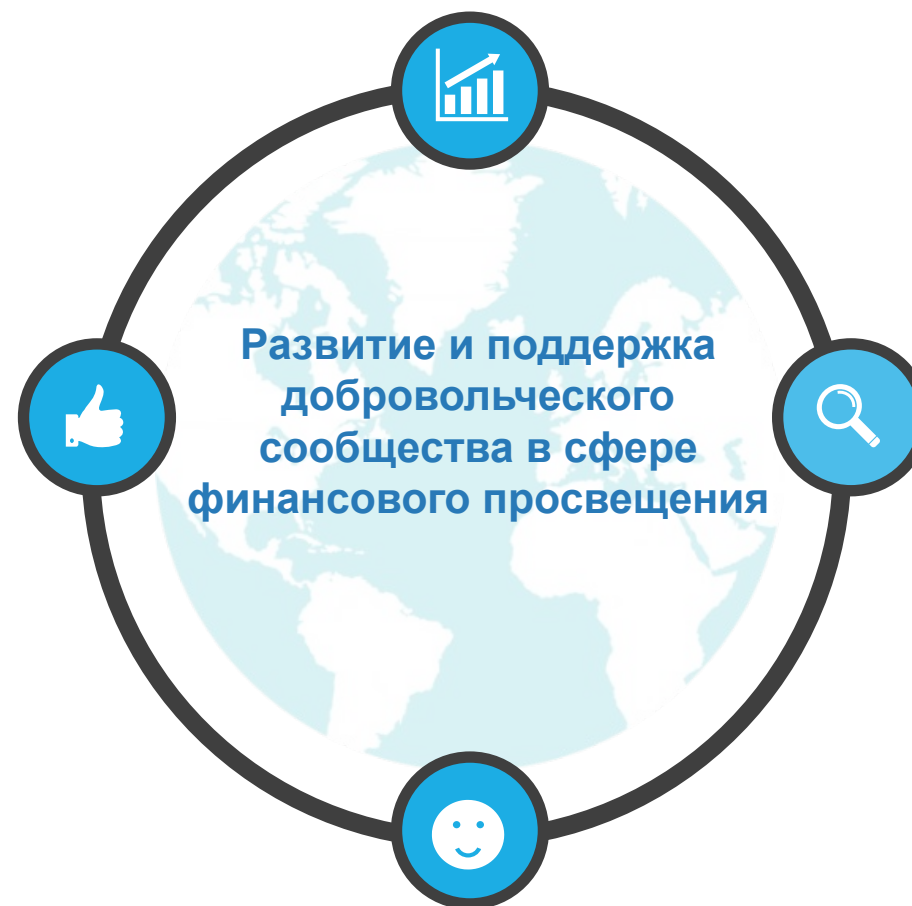 Развитие и поддержка
добровольческого
сообщества в сфере
финансового просвещения